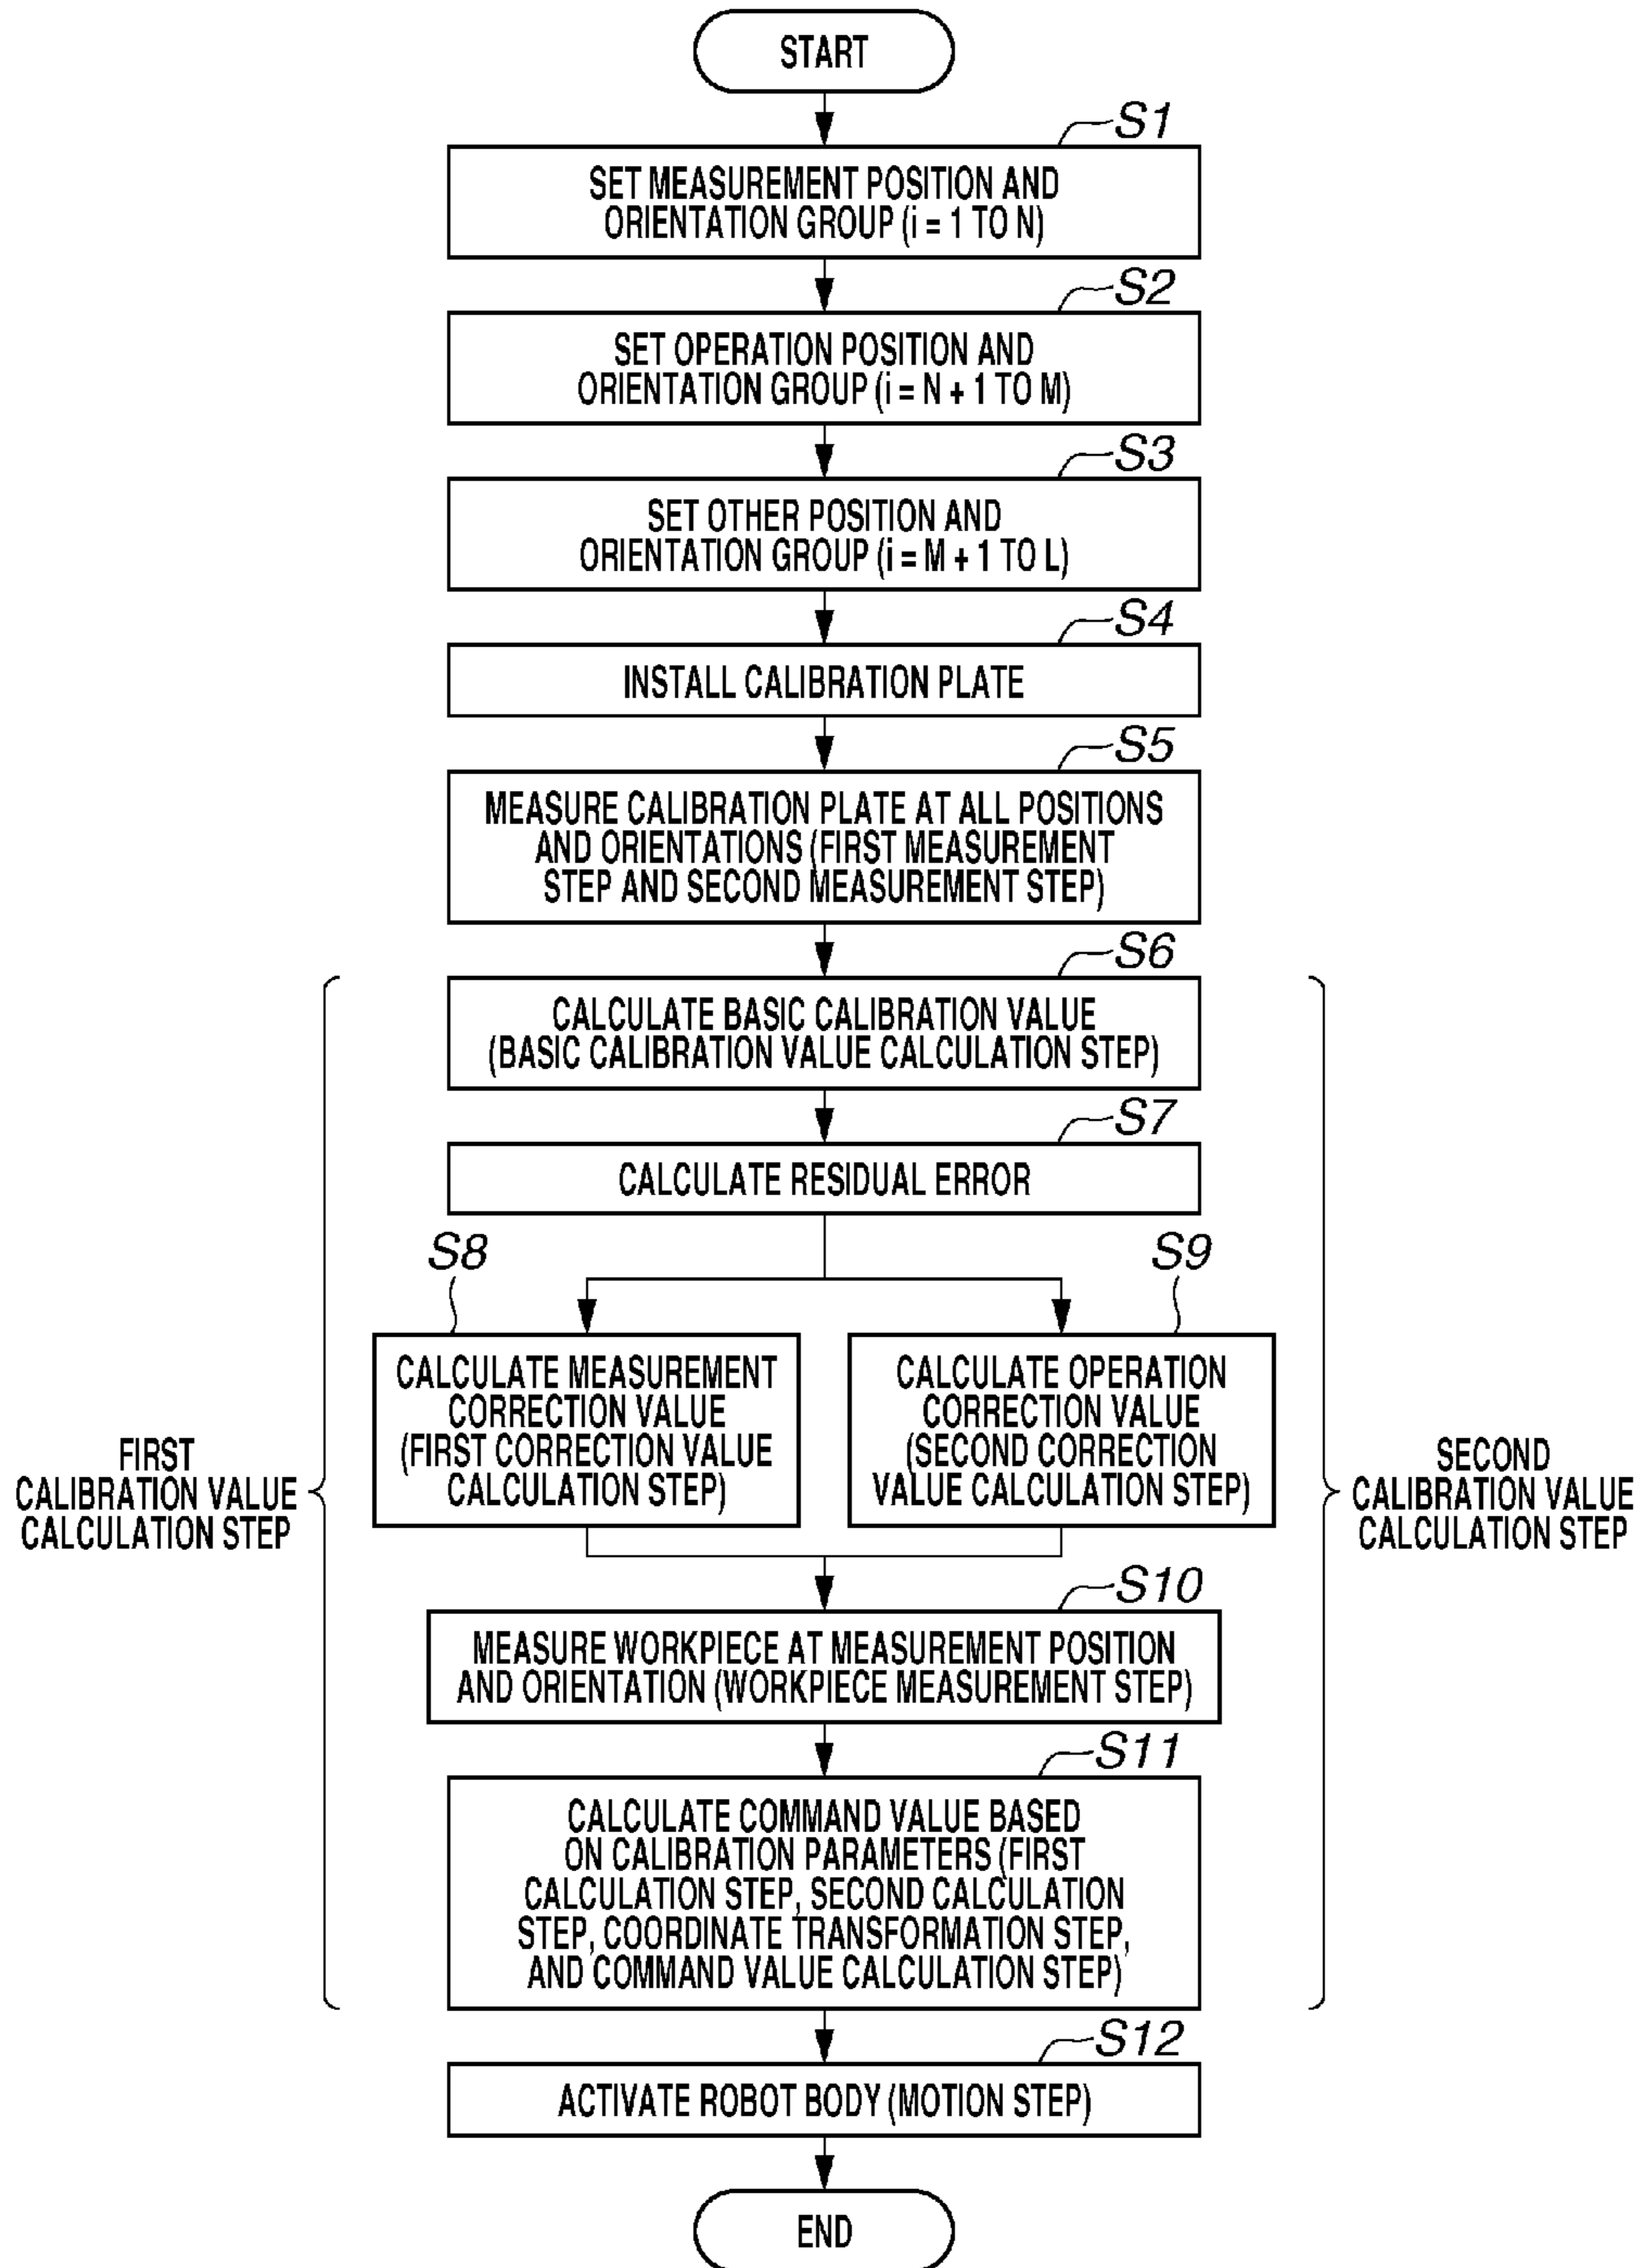 START
S1
SET MEASUREMENT POSITION AND
ORIENTATION GROUP (i = 1 TO N)
S2
SET OPERATION POSITION AND
ORIENTATION GROUP (i = N + 1 TO M)
S3
SET OTHER POSITION AND
ORIENTATION GROUP (i = M + 1 TO L)
S4
INSTALL CALIBRATION PLATE
S5
MEASURE CALIBRATION PLATE AT ALL POSITIONS
AND ORIENTATIONS (FIRST MEASUREMENT
STEP AND SECOND MEASUREMENT STEP)
S6
CALCULATE BASIC CALIBRATION VALUE
(BASIC CALIBRATION VALUE CALCULATION STEP)
S7
CALCULATE RESIDUAL ERROR
S8
CALCULATE MEASUREMENT
CORRECTION VALUE
(FIRST CORRECTION VALUE
CALCULATION STEP)
S9
CALCULATE OPERATION
CORRECTION VALUE
(SECOND CORRECTION
VALUE CALCULATION STEP)
FIRST
CALIBRATION VALUE
CALCULATION STEP
SECOND
CALIBRATION VALUE
CALCULATION STEP
S10
MEASURE WORKPIECE AT MEASUREMENT POSITION
AND ORIENTATION (WORKPIECE MEASUREMENT STEP)
S11
CALCULATE COMMAND VALUE BASED
ON CALIBRATION PARAMETERS (FIRST
CALCULATION STEP, SECOND CALCULATION
STEP, COORDINATE TRANSFORMATION STEP,
AND COMMAND VALUE CALCULATION STEP)
S12
ACTIVATE ROBOT BODY (MOTION STEP)
END